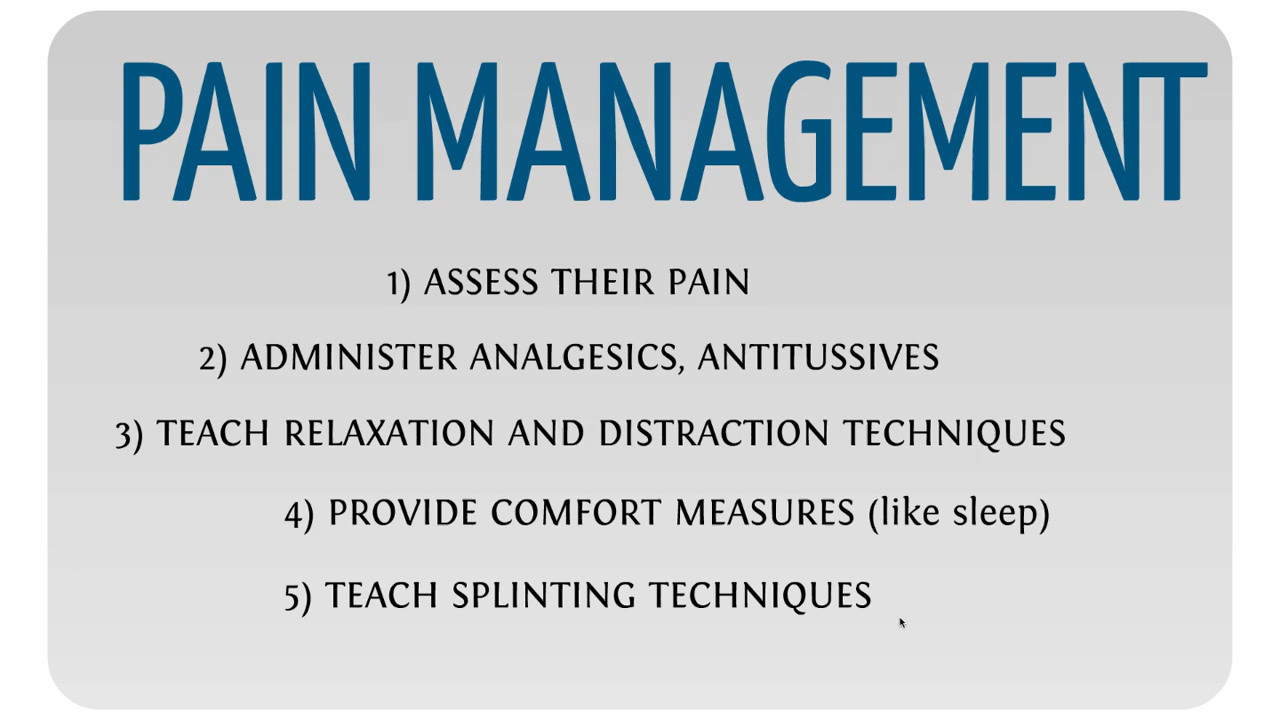 PAIN MANAGEMENT
1) ASSESS THEIR PAIN
2) ADMINISTER ANALGESICS, ANTITUSSIVES
3) TEACH RELAXATION AND DISTRACTION TECHNIQUES
4) PROVIDE COMFORT MEASURES (like sleep)
5) TEACH SPLINTING TECHNIQUES